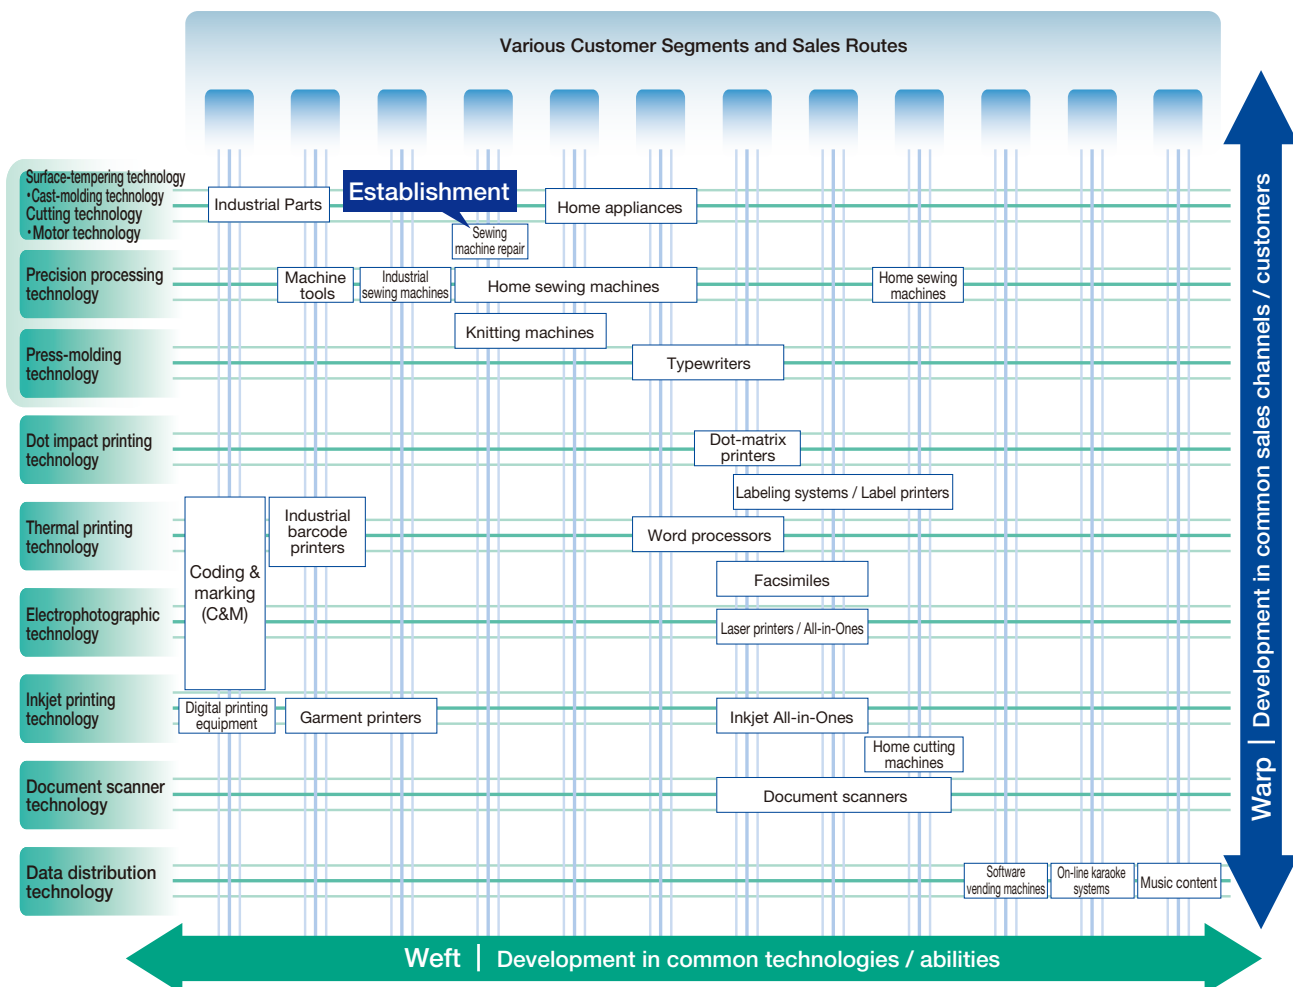 Various Customer Segments and Sales Routes
Surface-tempering technology
・Cast-molding technology
Cutting technology
・Motor technology
Industrial Parts
Establishment
Home appliances
Sewing
machine repair
Precision processing
technology
Machine
tools
Industrial
sewing machines
Home sewing machines
Home sewing
machines
Knitting machines
Press-molding
technology
Typewriters
Dot impact printing
technology
Dot-matrix
printers
Labeling systems / Label printers
Thermal printing
technology
Coding &
marking
(C&M)
Industrial
barcode
printers
Word processors
Facsimiles
Electrophotographic
technology
Laser printers / All-in-Ones
Inkjet printing
technology
Digital printing
equipment
Garment printers
Inkjet All-in-Ones
Home cutting
machines
Document scanner
technology
Document scanners
Data distribution
technology
Software
vending machines
On-line karaoke
systems
Music content
Warp | Development in common sales channels / customers
Weft | Development in common technologies / abilities